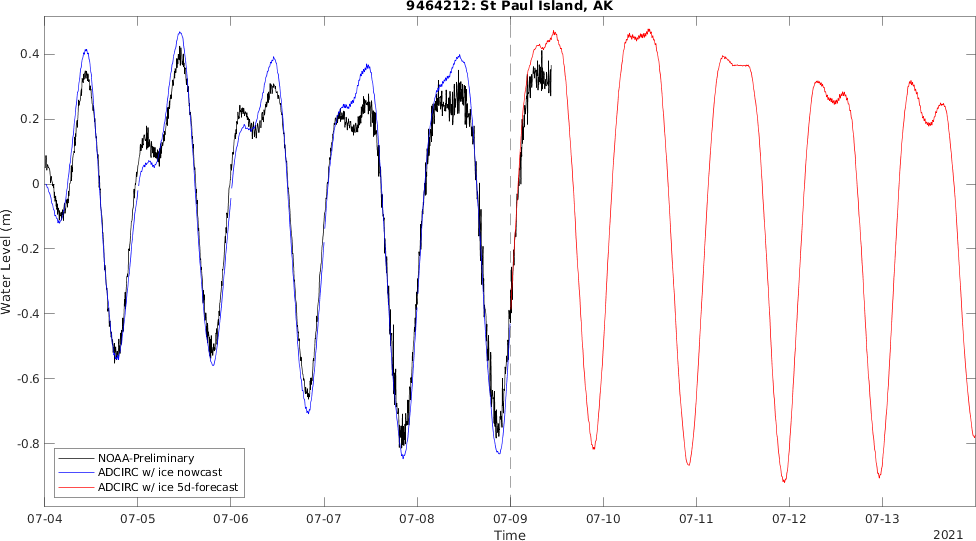 9464212: St Paul Island, AK
Water Level (m)
0.4
0.2
0
-0.2
-0.4
-0.6
-0.8
NOAA-Preliminary
ADCIRC w/ ice nowcast
ADCIRC w/ ice 5d-forecast
07-04 07-05 07-06 07-07 07-08 07-09 07-10 07-11 07-12 07-13
Time
2021